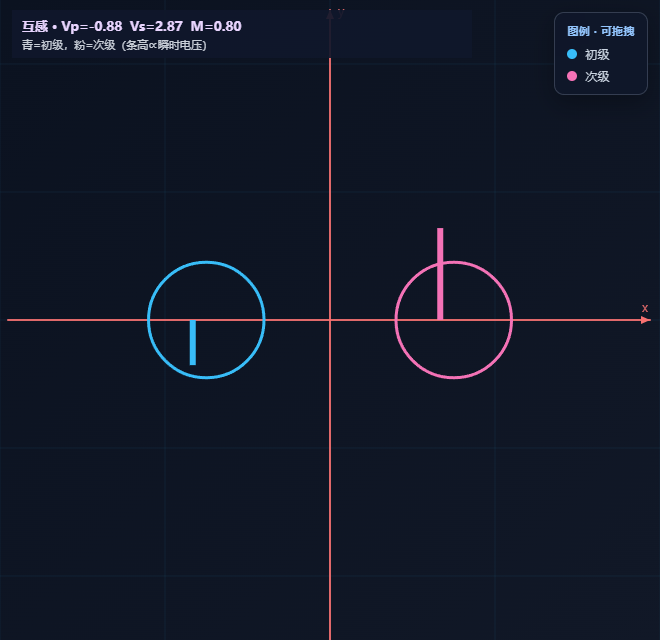 互感 • Vp=-0.88 Vs=2.87 M=0.80
青=初级，粉=次级（条高∝瞬时电压）
图例 · 可拖拽
初级
次级
x